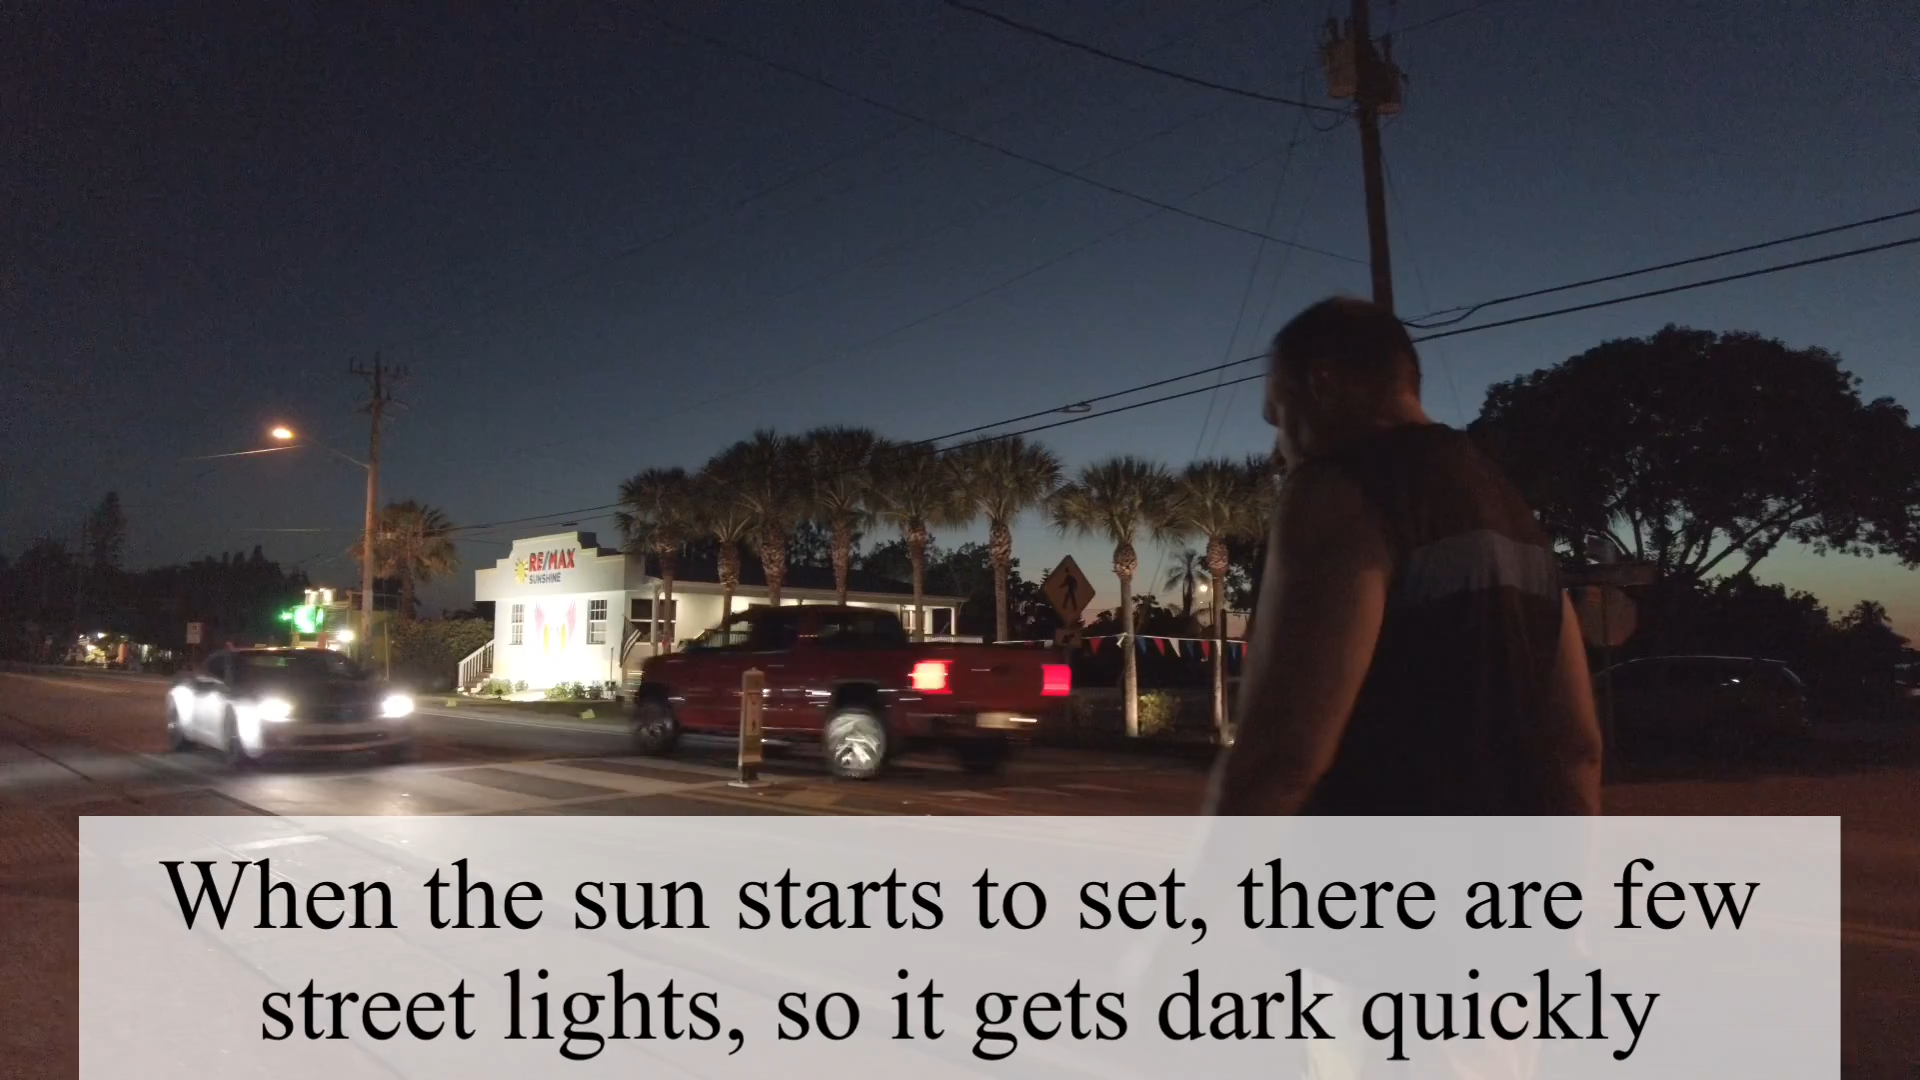 RE/MAX
SUNSHINE
When the sun starts to set, there are few
street lights, so it gets dark quickly